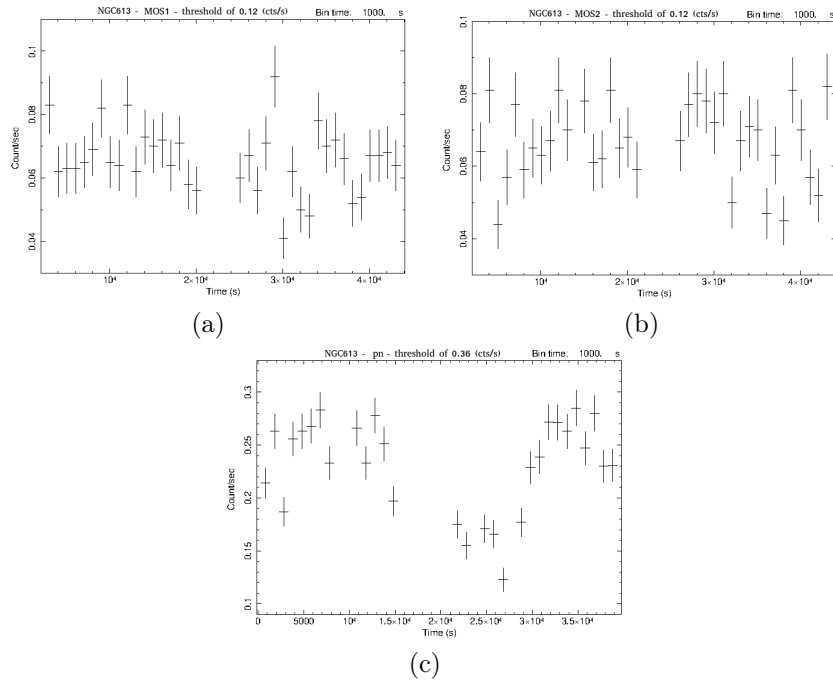 NGC613 - MOS1 - threshold of 0.12 (cts/s) Bin time: 1000. s
Count/sec
0.1
0.08
0.06
0.04
10⁴ 2×10⁴ 3×10⁴ 4×10⁴
Time (s)
(a)
NGC613 - MOS2 - threshold of 0.12 (cts/s) Bin time: 1000. s
Count/sec
0.1
0.08
0.06
0.04
10⁴ 2×10⁴ 3×10⁴ 4×10⁴
Time (s)
(b)
NGC613 - pn - threshold of 0.36 (cts/s) Bin time: 1000. s
Count/sec
0.3
0.25
0.2
0.15
0.1
0 5000 10⁴ 1.5×10⁴ 2×10⁴ 2.5×10⁴ 3×10⁴ 3.5×10⁴
Time (s)
(c)